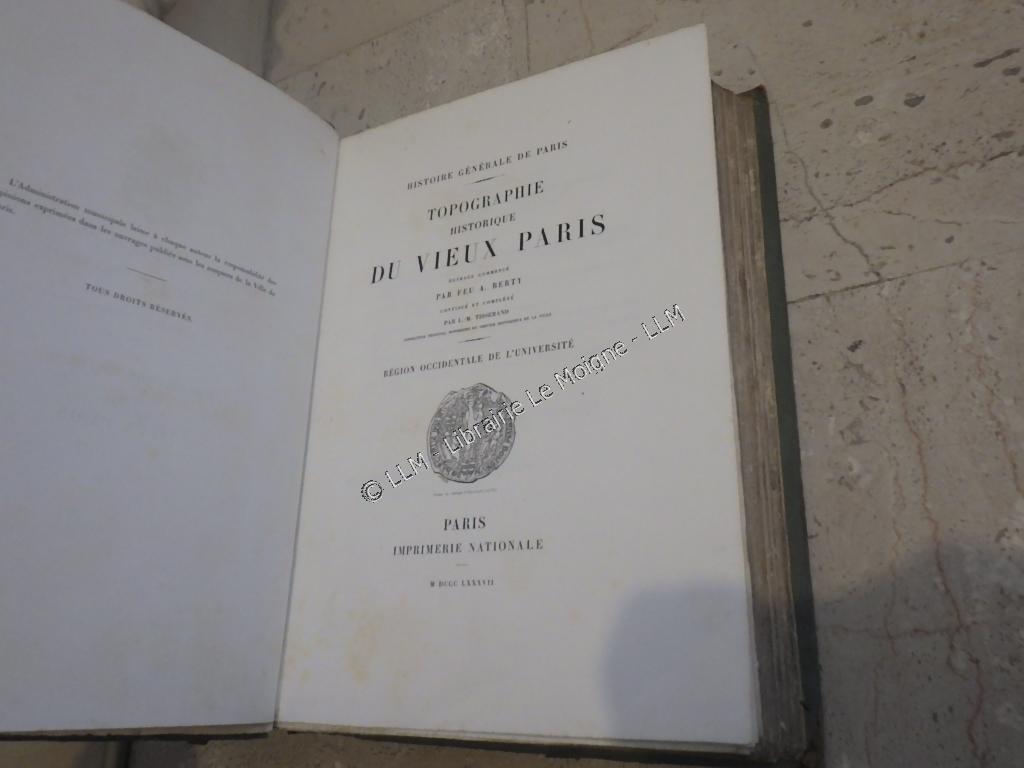 L'Administration municipale laisse à chaque auteur la responsabilité des
opinions exprimées dans les ouvrages publiés sous les auspices de la Ville de
Paris.
TOUS DROITS RÉSERVÉS.
HISTOIRE GÉNÉRALE DE PARIS
TOPOGRAPHIE
HISTORIQUE
DU VIEUX PARIS
OUVRAGE COMMENCÉ
PAR FEU A. BERTY
CONTINUÉ ET COMPLÉTÉ
PAR L.-M. TISSERAND
RÉGION OCCIDENTALE DE L'UNIVERSITÉ
© LLM - Librairie Le Moigne - LLM
PARIS
IMPRIMERIE NATIONALE
M DCCC LXXXVII